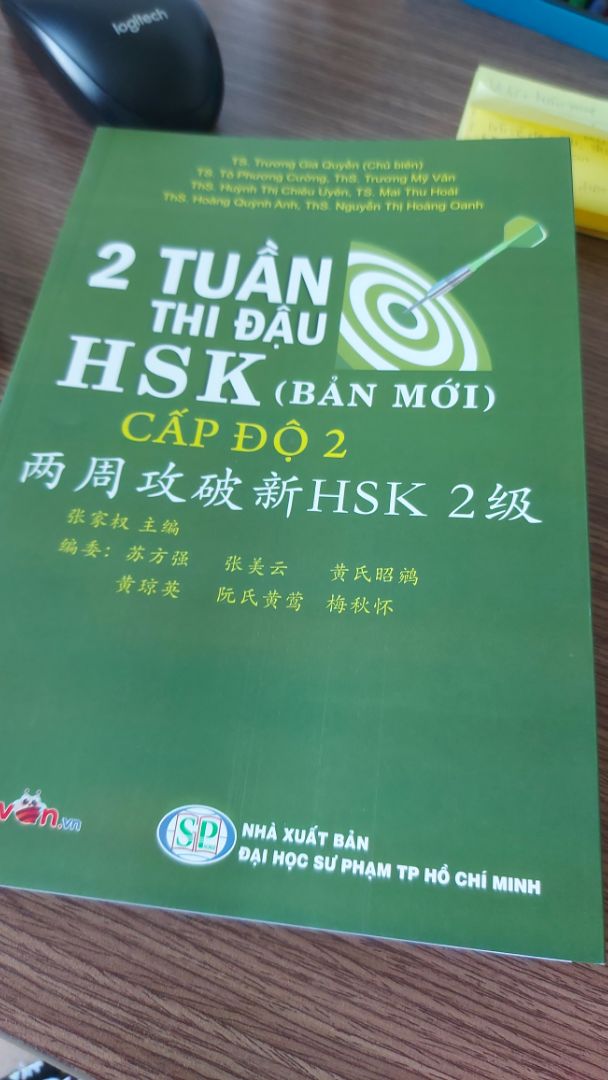 logitech
TS. Trương Gia Quyền (Chủ biên)
TS. Tô Phương Cường, ThS. Trương Mỹ Vân
ThS. Huỳnh Thị Chiêu Uyên, TS. Mai Thu Hoài
ThS. Hoàng Quỳnh Anh, ThS. Nguyễn Thị Hoàng Oanh
2 TUẦN
THI ĐẬU
HSK (BẢN MỚI)
CẤP ĐỘ 2
两周攻破新HSK 2级
张家权 主编
编委：苏方强 张美云 黄氏昭鹓
黄琼英 阮氏黄莺 梅秋怀
văn.vn
SP
NHÀ XUẤT BẢN
ĐẠI HỌC SƯ PHẠM TP HỒ CHÍ MINH